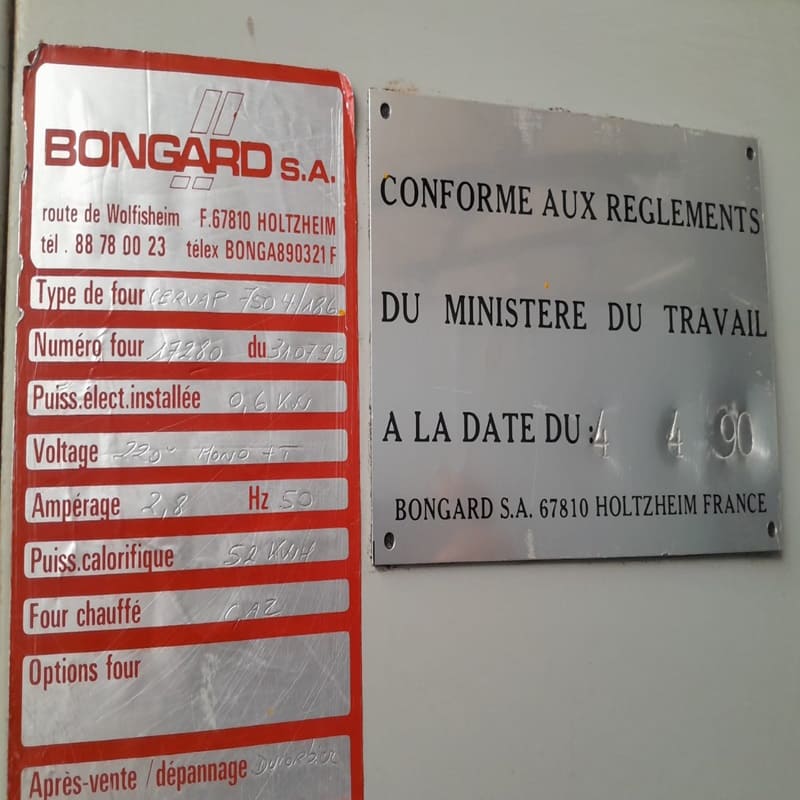 BONGARD S.A.
route de Wolfisheim F.67810 HOLTZHEIM
tél . 88 78 00 23 télex BONGA890321F
Type de four CERVAP 750 4/186
Numéro four 17280 du 310790
Puiss.élect.installée 0,6 KW
Voltage 220V MONO +T
Ampérage 2,8 Hz 50
Puiss.calorifique 52 KWH
Four chauffé GAZ
Options four
Après-vente / dépannage
CONFORME AUX REGLEMENTS
DU MINISTERE DU TRAVAIL
A LA DATE DU : 4 4 90
BONGARD S.A. 67810 HOLTZHEIM FRANCE